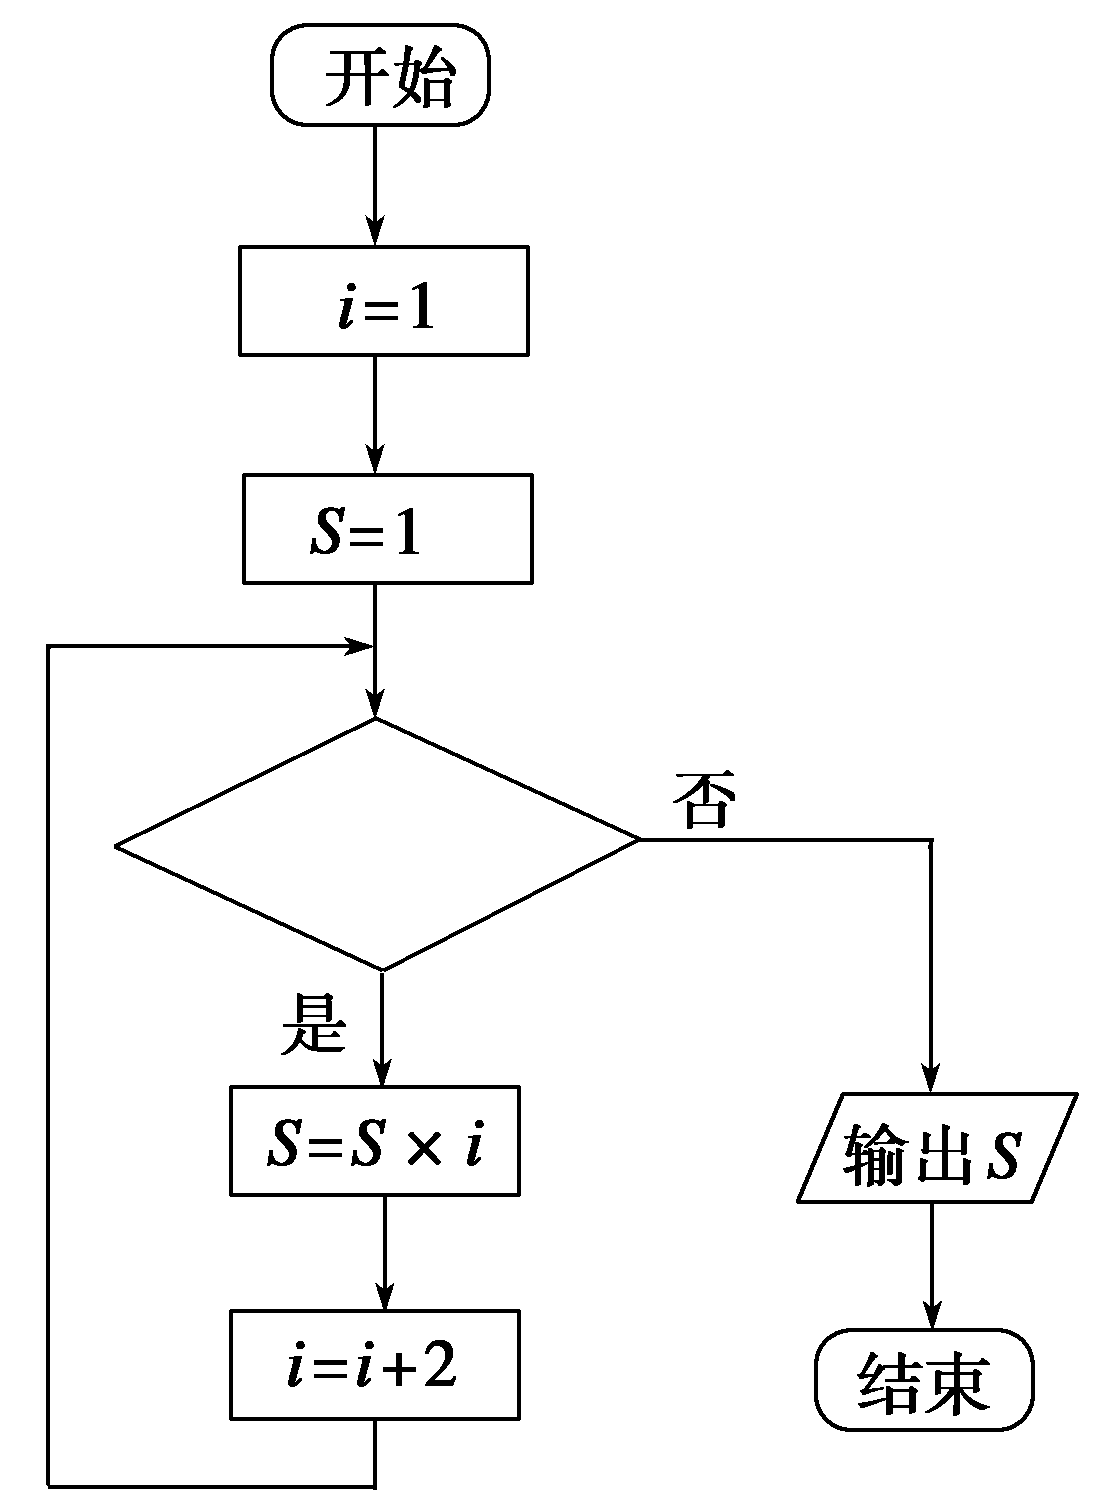 开始
i=1
S=1
否
是
S=S×i
输出S
i=i+2
结束